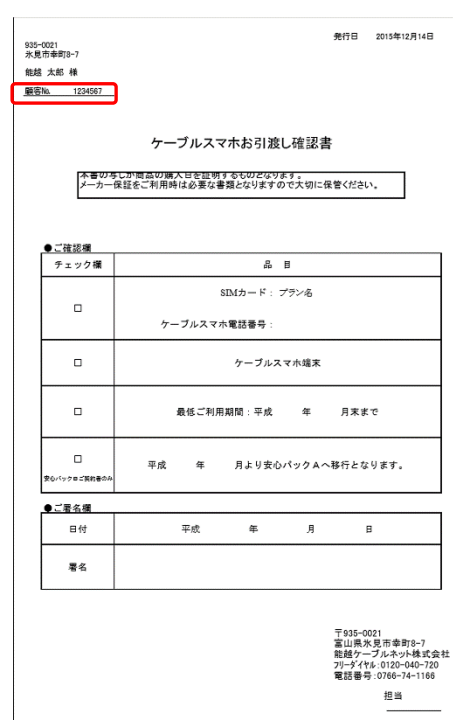 発行日 2015年12月14日
935-0021
氷見市幸町8-7
能越 太郎 様
顧客No. 1234567
ケーブルスマホお引渡し確認書
本書の写しが商品の購入日を証明するものとなります。
メーカー保証をご利用時は必要な書類となりますので大切に保管ください。
●ご確認欄
チェック欄 品 目
□ SIMカード： プラン名
ケーブルスマホ電話番号：
□ ケーブルスマホ端末
□ 最低ご利用期間：平成 年 月末まで
□ 平成 年 月より安心パックAへ移行となります。
安心パックBご契約者のみ
●ご署名欄
日付 平成 年 月 日
署名
〒935-0021
富山県氷見市幸町8-7
能越ケーブルネット株式会社
フリーダイヤル:0120-040-720
電話番号:0766-74-1166
担当